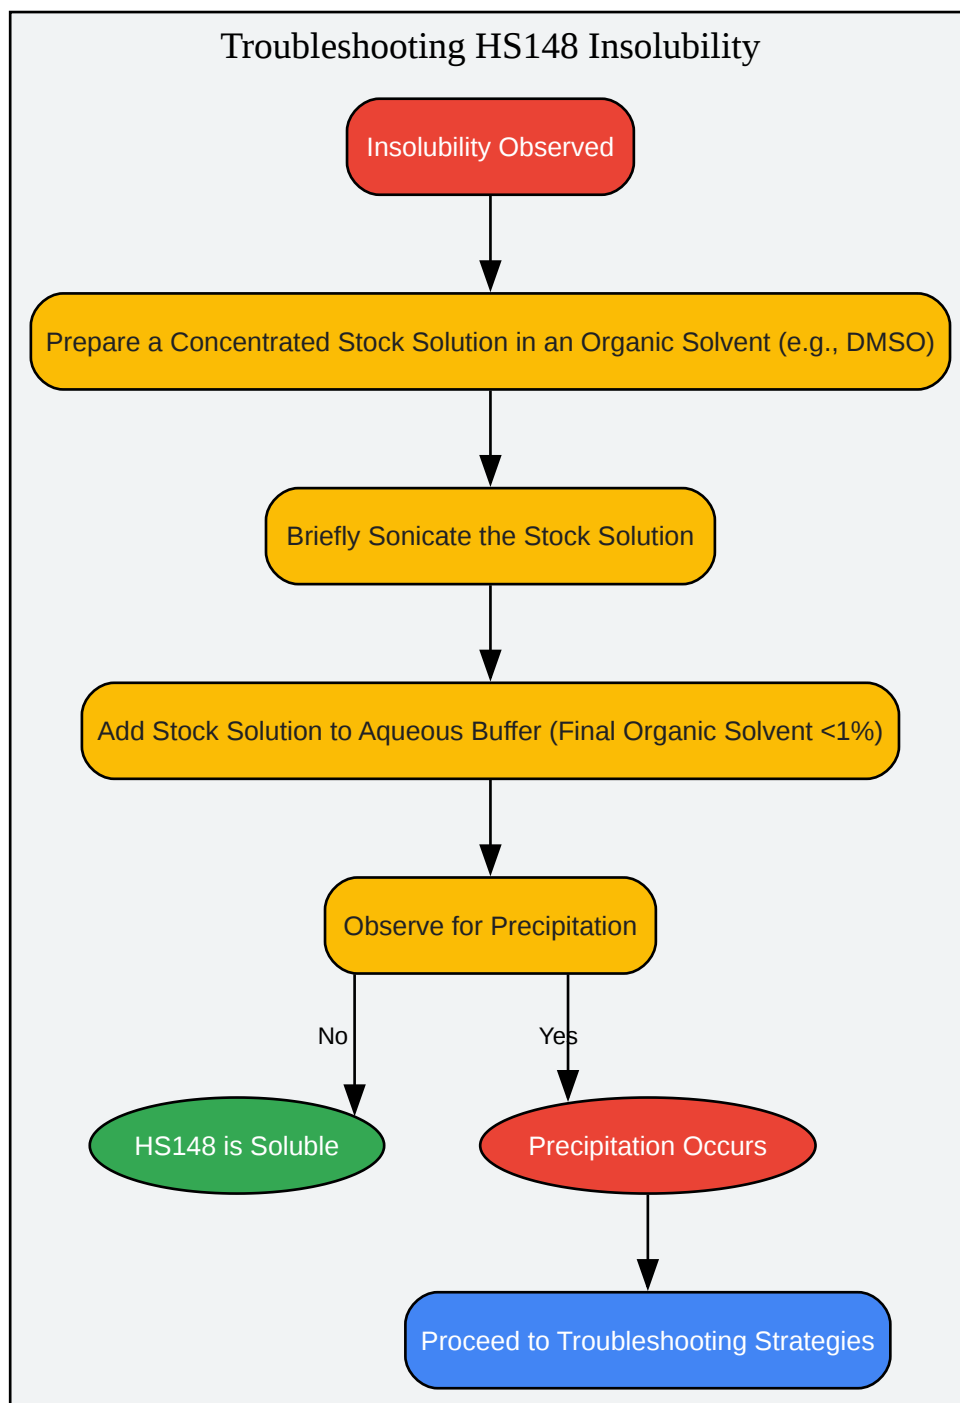 Troubleshooting HS148 Insolubility
Insolubility Observed
Prepare a Concentrated Stock Solution in an Organic Solvent (e.g., DMSO)
Briefly Sonicate the Stock Solution
Add Stock Solution to Aqueous Buffer (Final Organic Solvent <1%)
Observe for Precipitation
No
Yes
HS148 is Soluble
Precipitation Occurs
Proceed to Troubleshooting Strategies